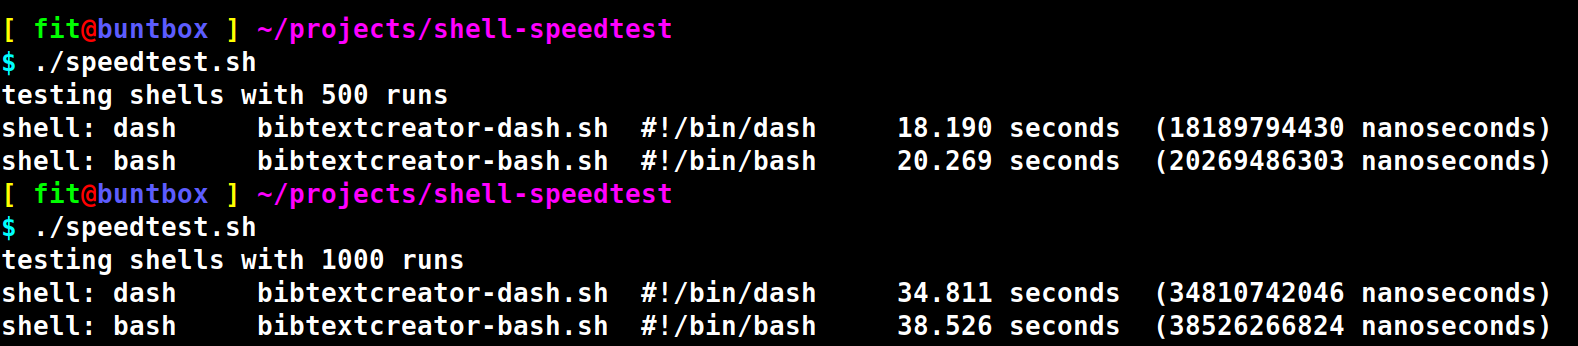 [ fit@buntbox ] ~/projects/shell-speedtest
$ ./speedtest.sh
testing shells with 500 runs
shell: dash     bibtextcreator-dash.sh  #!/bin/dash     18.190 seconds  (18189794430 nanoseconds)
shell: bash     bibtextcreator-bash.sh  #!/bin/bash     20.269 seconds  (20269486303 nanoseconds)
[ fit@buntbox ] ~/projects/shell-speedtest
$ ./speedtest.sh
testing shells with 1000 runs
shell: dash     bibtextcreator-dash.sh  #!/bin/dash     34.811 seconds  (34810742046 nanoseconds)
shell: bash     bibtextcreator-bash.sh  #!/bin/bash     38.526 seconds  (38526266824 nanoseconds)